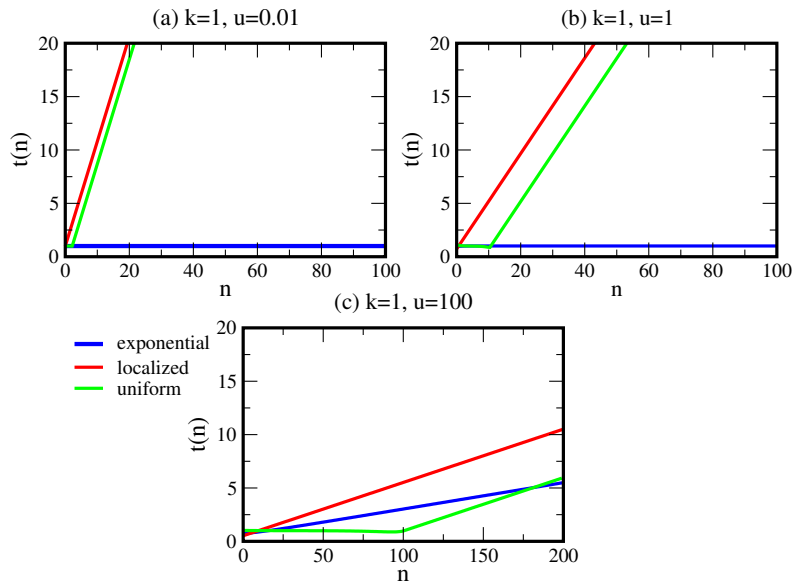 (a) k=1, u=0.01
20
15
10
5
0
t(n)
0 20 40 60 80 100
n
(b) k=1, u=1
20
15
10
5
0
t(n)
0 20 40 60 80 100
n
(c) k=1, u=100
exponential
localized
uniform
20
15
10
5
0
t(n)
0 50 100 150 200
n